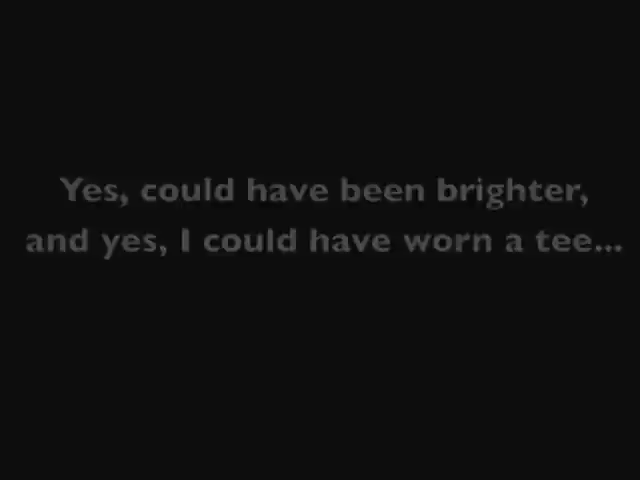 Yes, could have been brighter,
and yes, I could have worn a tee...